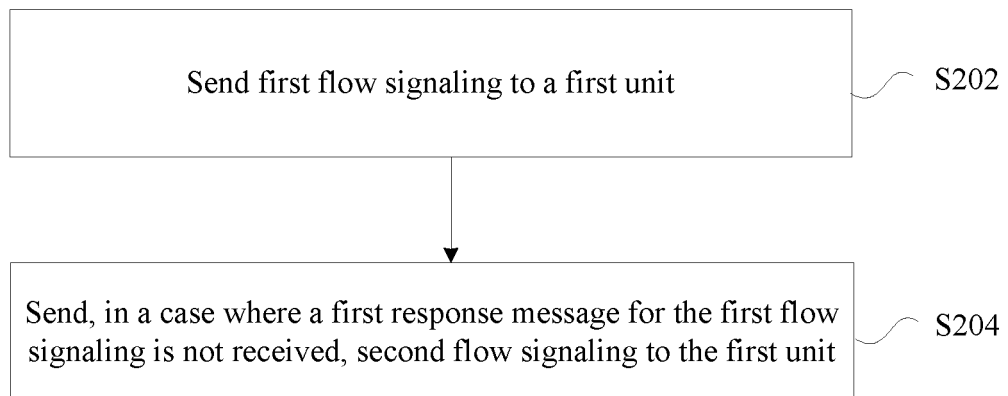 Send first flow signaling to a first unit
S202
Send, in a case where a first response message for the first flow
signaling is not received, second flow signaling to the first unit
S204